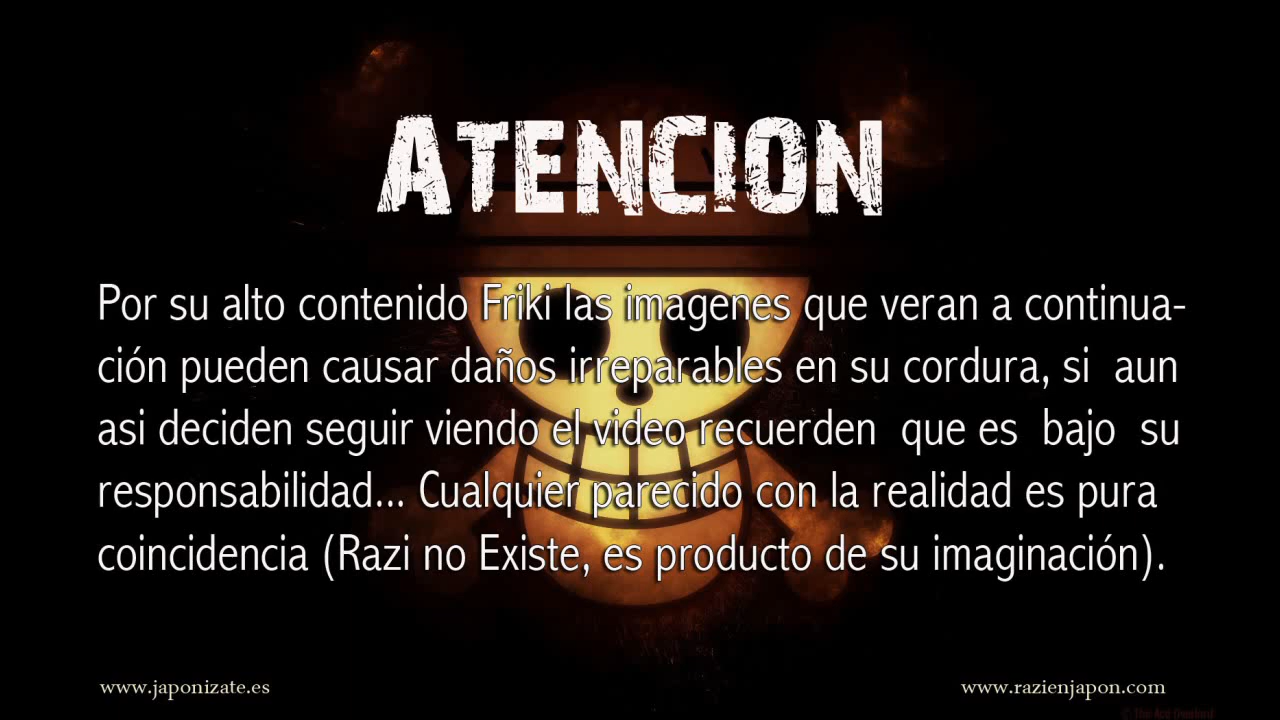 ATENCION
Por su alto contenido Friki las imagenes que veran a continua-
ción pueden causar daños irreparables en su cordura, si aun
asi deciden seguir viendo el video recuerden que es bajo su
responsabilidad... Cualquier parecido con la realidad es pura
coincidencia (Razi no Existe, es producto de su imaginación).
www.japonizate.es
www.razienjapon.com